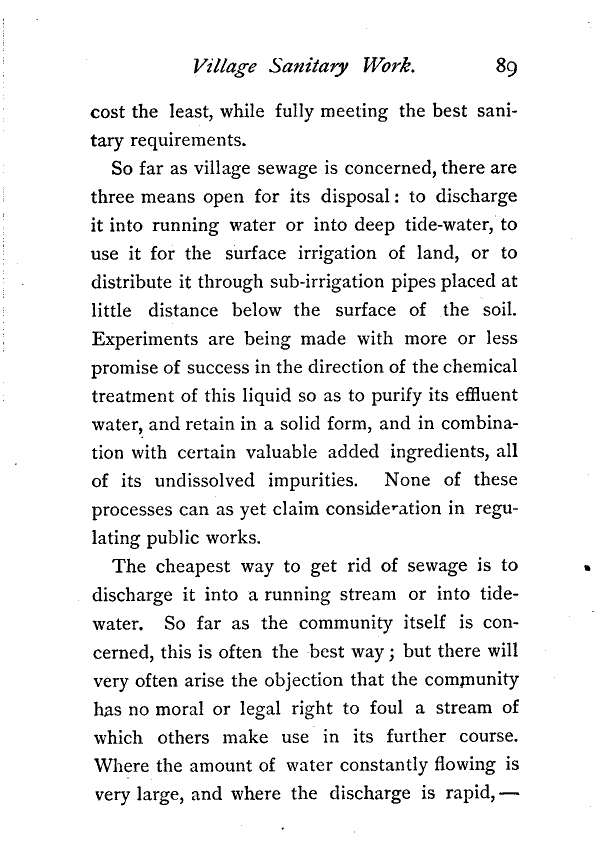 Village Sanitary Work. 89
cost the least, while fully meeting the best sani-
tary requirements.
So far as village sewage is concerned, there are
three means open for its disposal: to discharge
it into running water or into deep tide-water, to
use it for the surface irrigation of land, or to
distribute it through sub-irrigation pipes placed at
little distance below the surface of the soil.
Experiments are being made with more or less
promise of success in the direction of the chemical
treatment of this liquid so as to purify its effluent
water, and retain in a solid form, and in combina-
tion with certain valuable added ingredients, all
of its undissolved impurities. None of these
processes can as yet claim consideration in regu-
lating public works.
The cheapest way to get rid of sewage is to
discharge it into a running stream or into tide-
water. So far as the community itself is con-
cerned, this is often the best way; but there will
very often arise the objection that the community
has no moral or legal right to foul a stream of
which others make use in its further course.
Where the amount of water constantly flowing is
very large, and where the discharge is rapid,—